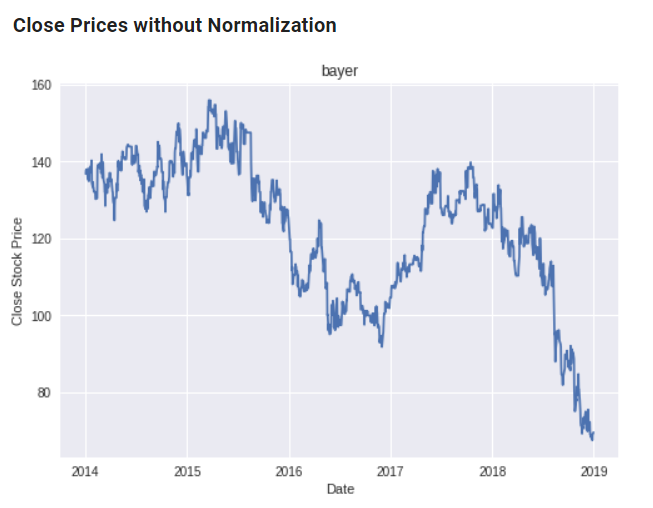 Close Prices without Normalization
bayer
160
140
120
100
80
Close Stock Price
2014 2015 2016 2017 2018 2019
Date